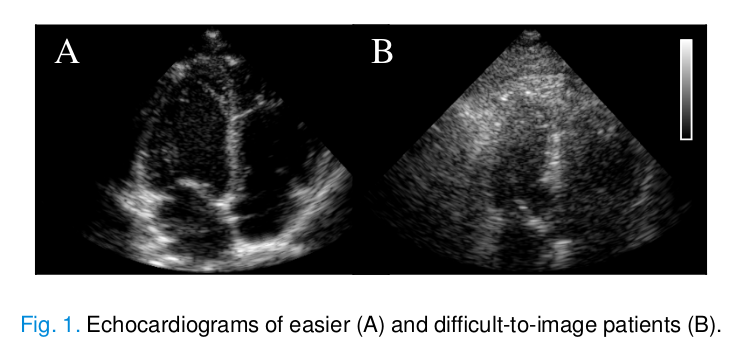 A
B
Fig. 1. Echocardiograms of easier (A) and difficult-to-image patients (B).